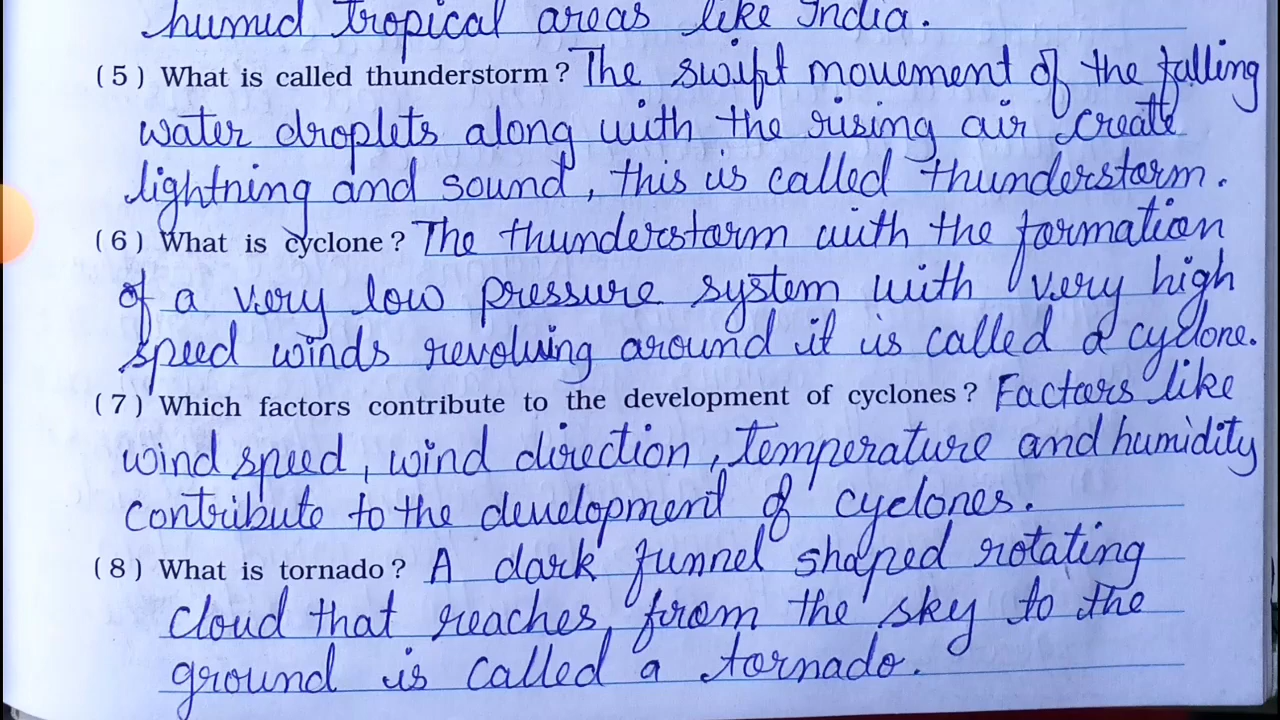 humid tropical areas like India.
(5) What is called thunderstorm? The swift movement of the falling
water droplets along with the rising air create
lightning and sound, this is called thunderstorm.
(6) What is cyclone? The thunderstorm with the formation
of a very low pressure system with very high
speed winds revolving around it is called a cyclone.
(7) Which factors contribute to the development of cyclones? Factors like
wind speed, wind direction, temperature and humidity
contribute to the development of cyclones.
(8) What is tornado? A dark funnel shaped rotating
cloud that reaches from the sky to the
ground is called a tornado.